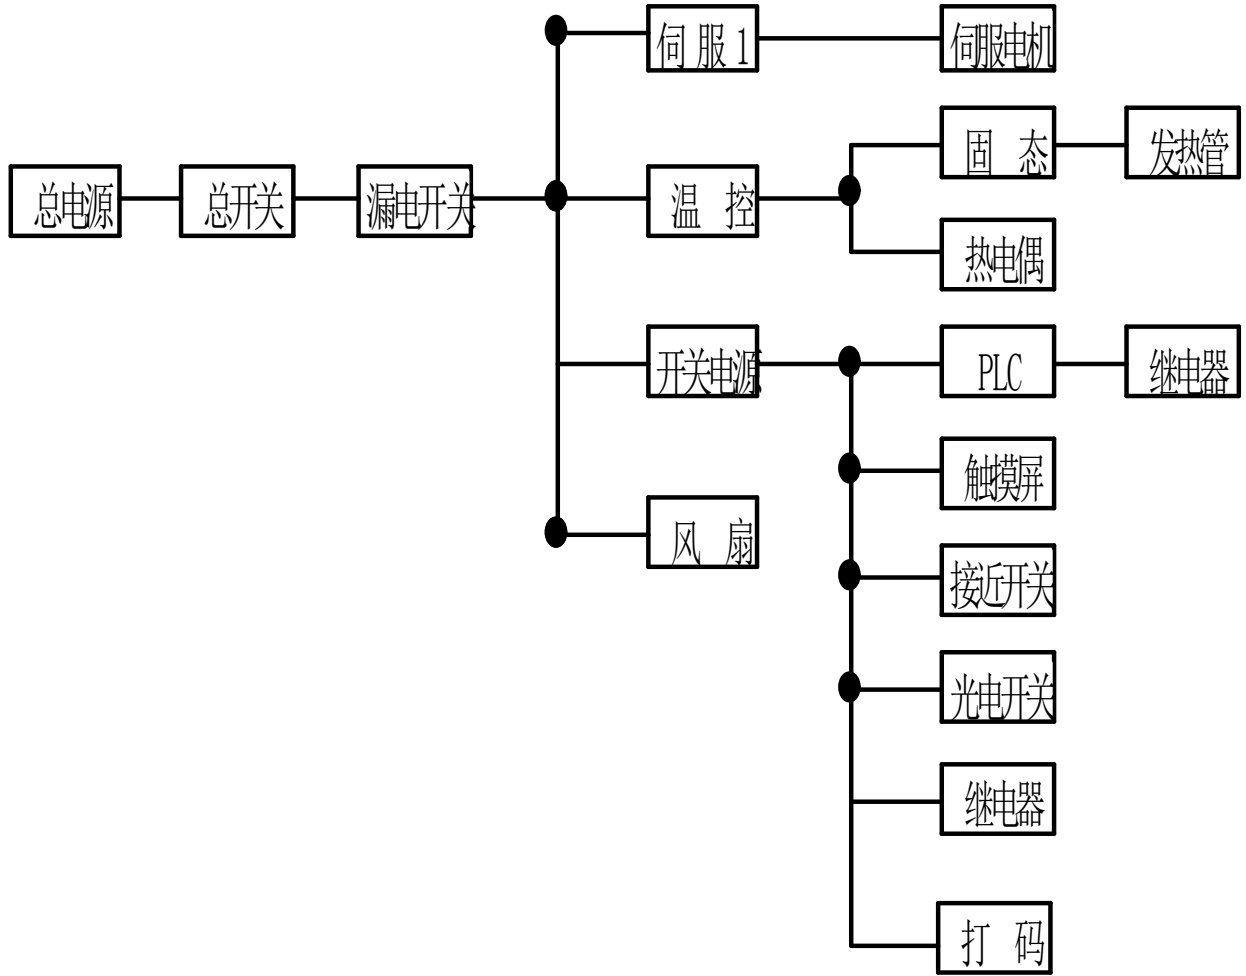 伺 服 1
伺服电机
固 态
发热管
总电源
总开关
漏电开关
温 控
热电偶
开关电源
PLC
继电器
触摸屏
风 扇
接近开关
光电开关
继电器
打 码